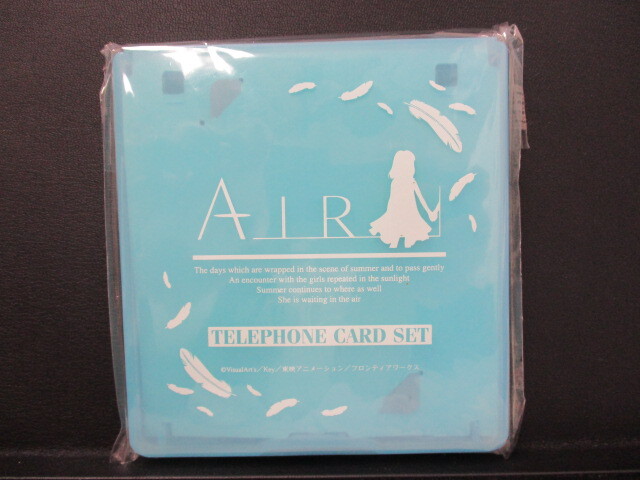 AIR
The days which are wrapped in the scene of summer and to pass gently
An encounter with the girls repeated in the sunlight
Summer continues to where as well
She is waiting in the air
TELEPHONE CARD SET
©VisualArt's/Key/東映アニメーション/フロンティアワークス